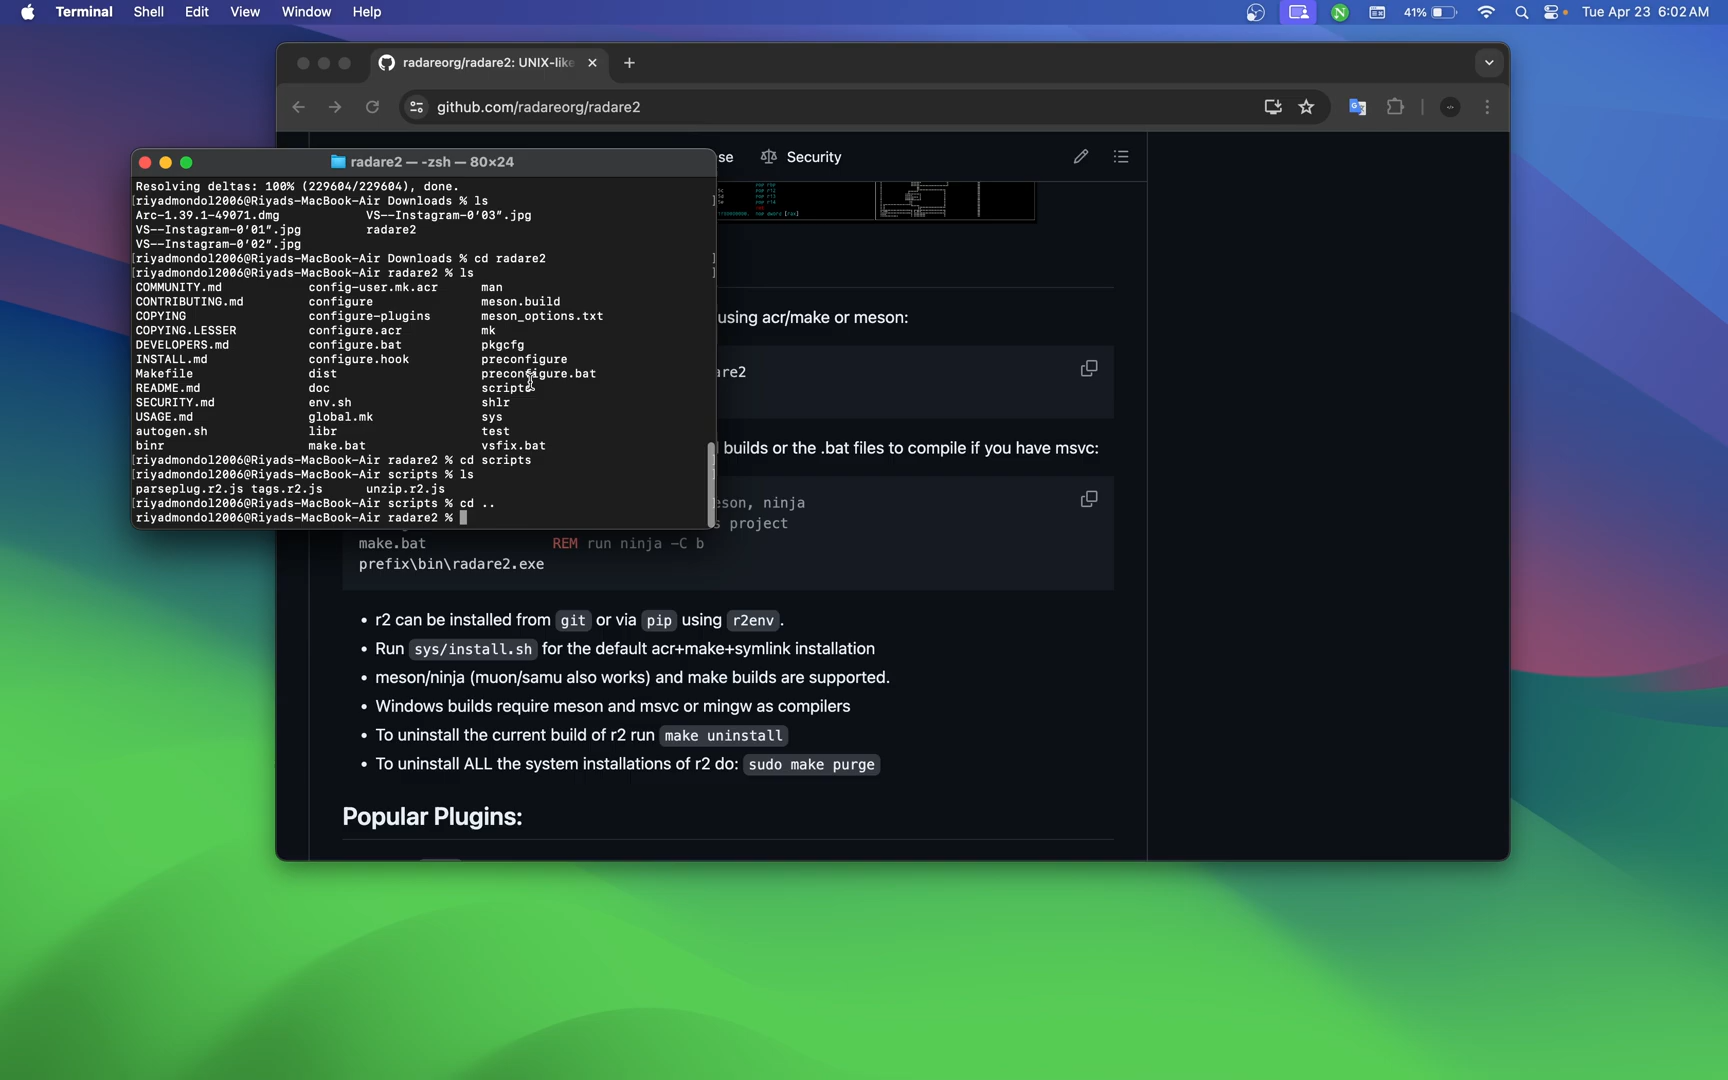 Terminal Shell Edit View Window Help 41% Tue Apr 23 6:02 AM
radareorg/radare2: UNIX-like
github.com/radareorg/radare2
se Security
radare2 — -zsh — 80×24
Resolving deltas: 100% (229604/229604), done.
[riyadmondol2006@Riyads-MacBook-Air Downloads % ls ]
Arc-1.39.1-49071.dmg VS--Instagram-0’03”.jpg
VS--Instagram-0’01”.jpg radare2
VS--Instagram-0’02”.jpg
[riyadmondol2006@Riyads-MacBook-Air Downloads % cd radare2 ]
[riyadmondol2006@Riyads-MacBook-Air radare2 % ls ]
COMMUNITY.md config-user.mk.acr man
CONTRIBUTING.md configure meson.build
COPYING configure-plugins meson_options.txt
COPYING.LESSER configure.acr mk
DEVELOPERS.md configure.bat pkgcfg
INSTALL.md configure.hook preconfigure
Makefile dist preconfigure.bat
README.md doc scripts
SECURITY.md env.sh shlr
USAGE.md global.mk sys
autogen.sh libr test
binr make.bat vsfix.bat
[riyadmondol2006@Riyads-MacBook-Air radare2 % cd scripts ]
[riyadmondol2006@Riyads-MacBook-Air scripts % ls ]
parseplug.r2.js tags.r2.js unzip.r2.js
[riyadmondol2006@Riyads-MacBook-Air scripts % cd .. ]
riyadmondol2006@Riyads-MacBook-Air radare2 %
using acr/make or meson:
are2
builds or the .bat files to compile if you have msvc:
eson, ninja
s project
make.bat REM run ninja -C b
prefix\bin\radare2.exe
• r2 can be installed from git or via pip using r2env.
• Run sys/install.sh for the default acr+make+symlink installation
• meson/ninja (muon/samu also works) and make builds are supported.
• Windows builds require meson and msvc or mingw as compilers
• To uninstall the current build of r2 run make uninstall
• To uninstall ALL the system installations of r2 do: sudo make purge
Popular Plugins: